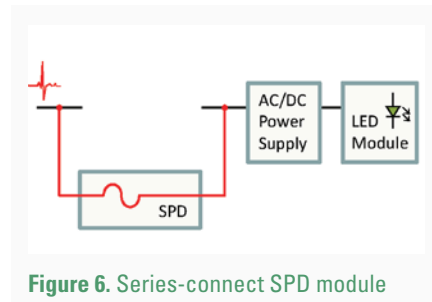 AC/DC
Power
Supply
LED
Module
SPD
Figure 6. Series-connect SPD module